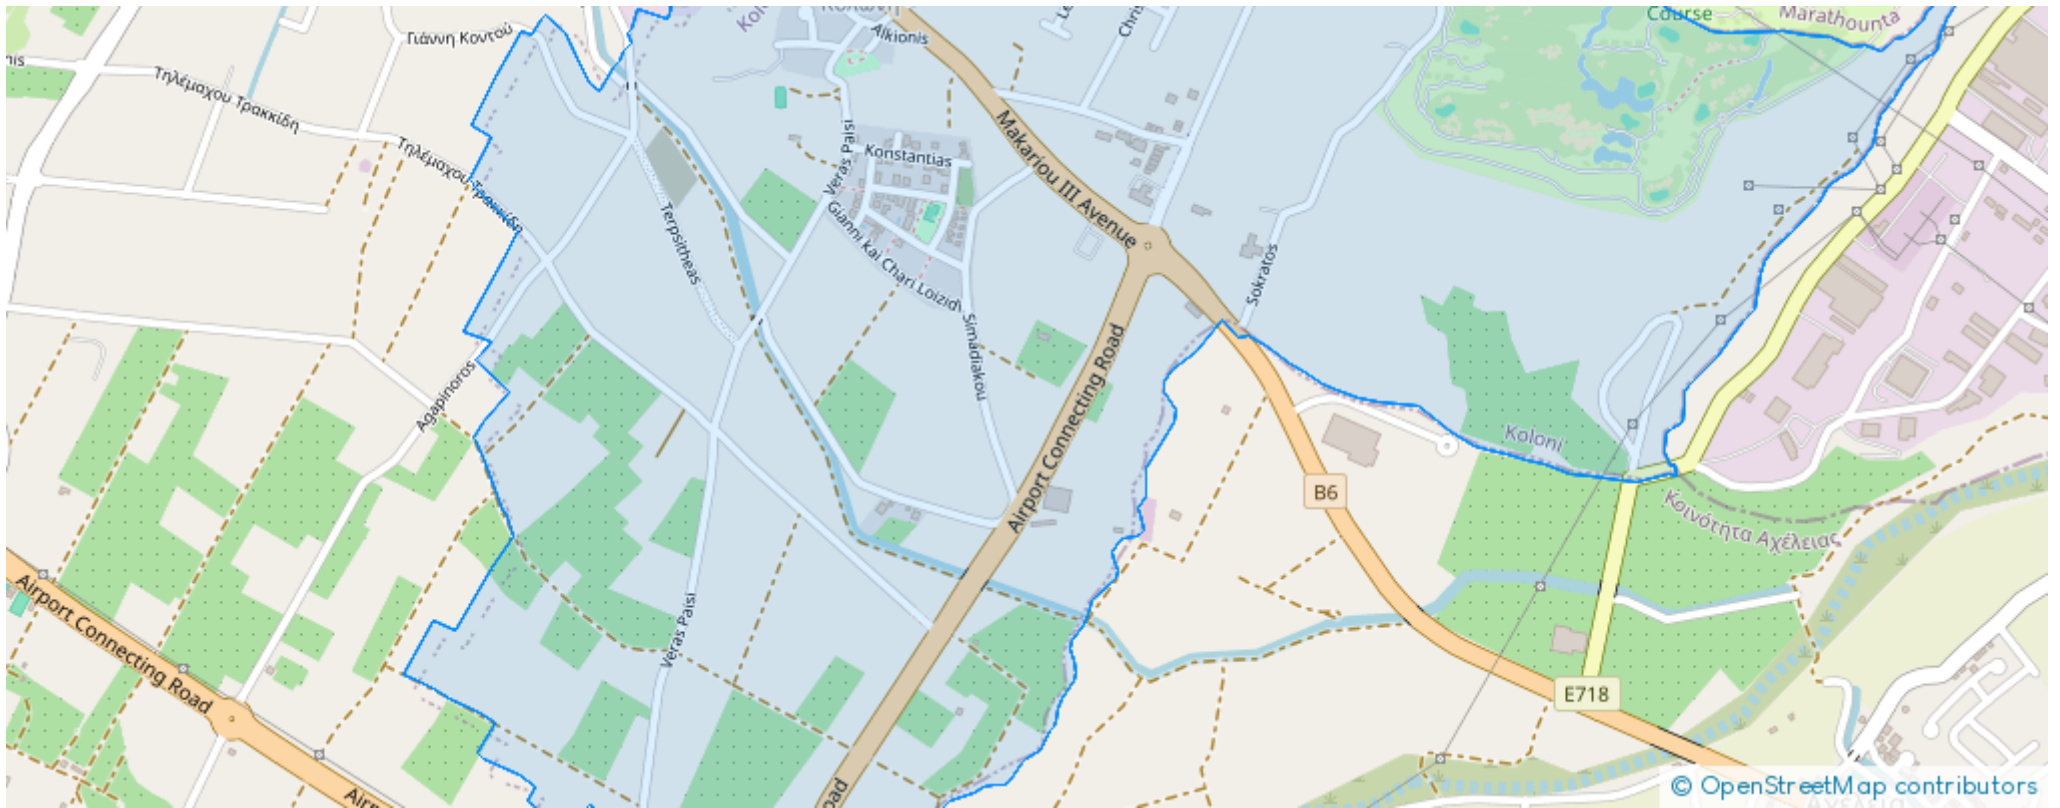 Course
Marathounta
Alkionis
Γιάννη Κοντού
Τηλέμαχου Τρακκίδη
Τηλέμαχου Τρακκίδη
Makariou III Avenue
Veras Paisi
Konstantias
Terpsitheas
Gianni kai Chari Loizid
Sokratos
Simadiakou
Airport Connecting Road
Agapinoros
Koloni
B6
Κοινότητα Αχέλειας
Airport Connecting Road
Veras Paisi
E718
© OpenStreetMap contributors